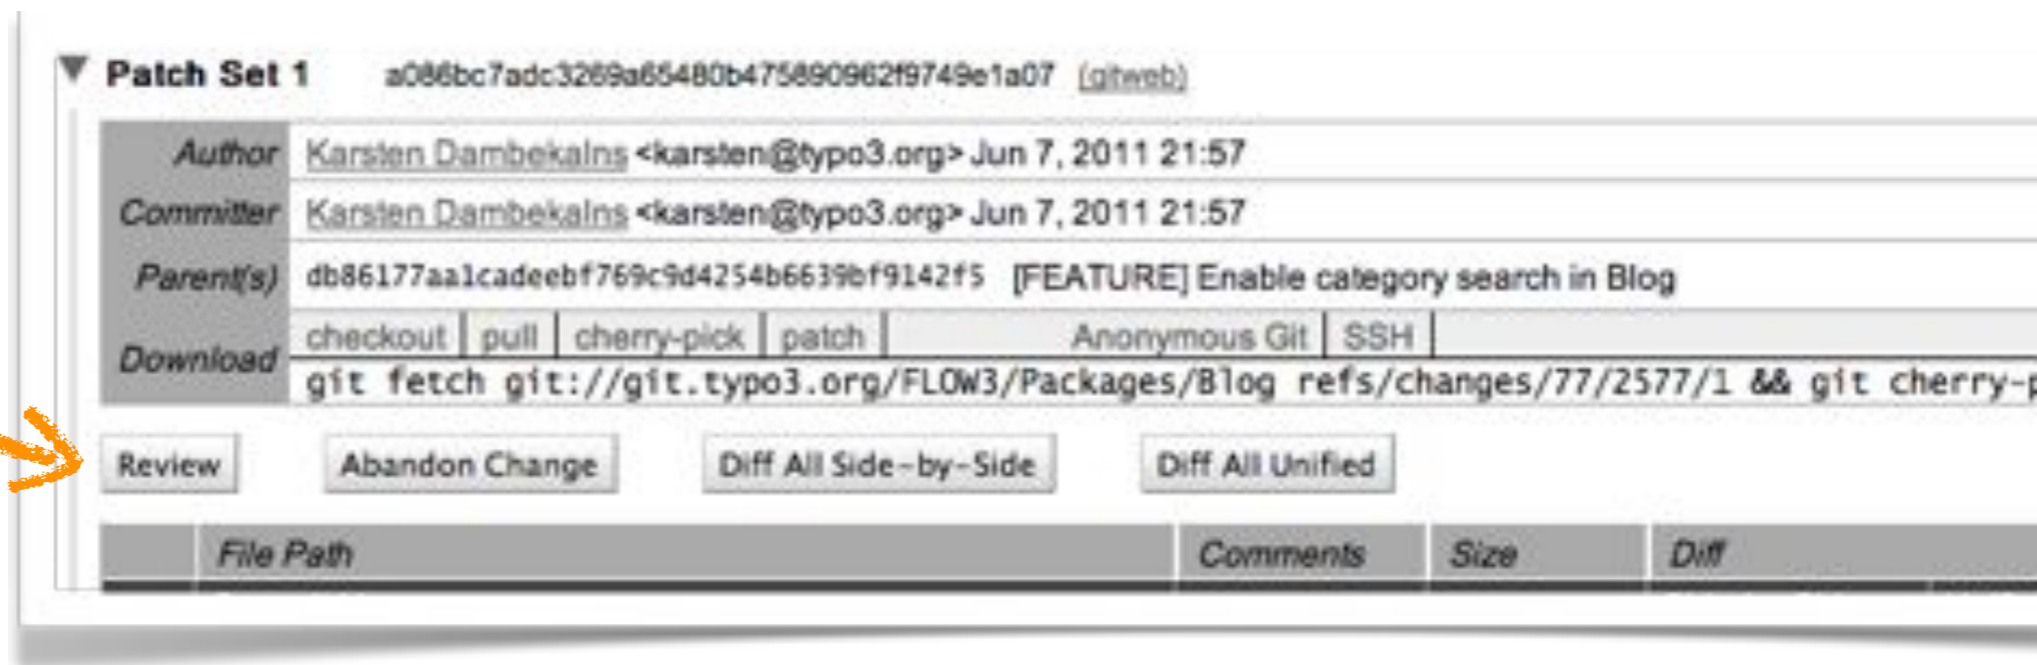 Patch Set 1 a086bc7adc3269a65480b475890962f9749e1a07 (gitweb)
Author Karsten Dambekalns <karsten@typo3.org> Jun 7, 2011 21:57
Committer Karsten Dambekalns <karsten@typo3.org> Jun 7, 2011 21:57
Parent(s) db86177aa1cadeebf769c9d4254b6639bf9142f5 [FEATURE] Enable category search in Blog
checkout pull cherry-pick patch Anonymous Git SSH
Download
git fetch git://git.typo3.org/FLOW3/Packages/Blog refs/changes/77/2577/1 && git cherry-p
Review Abandon Change Diff All Side-by-Side Diff All Unified
File Path Comments Size Diff